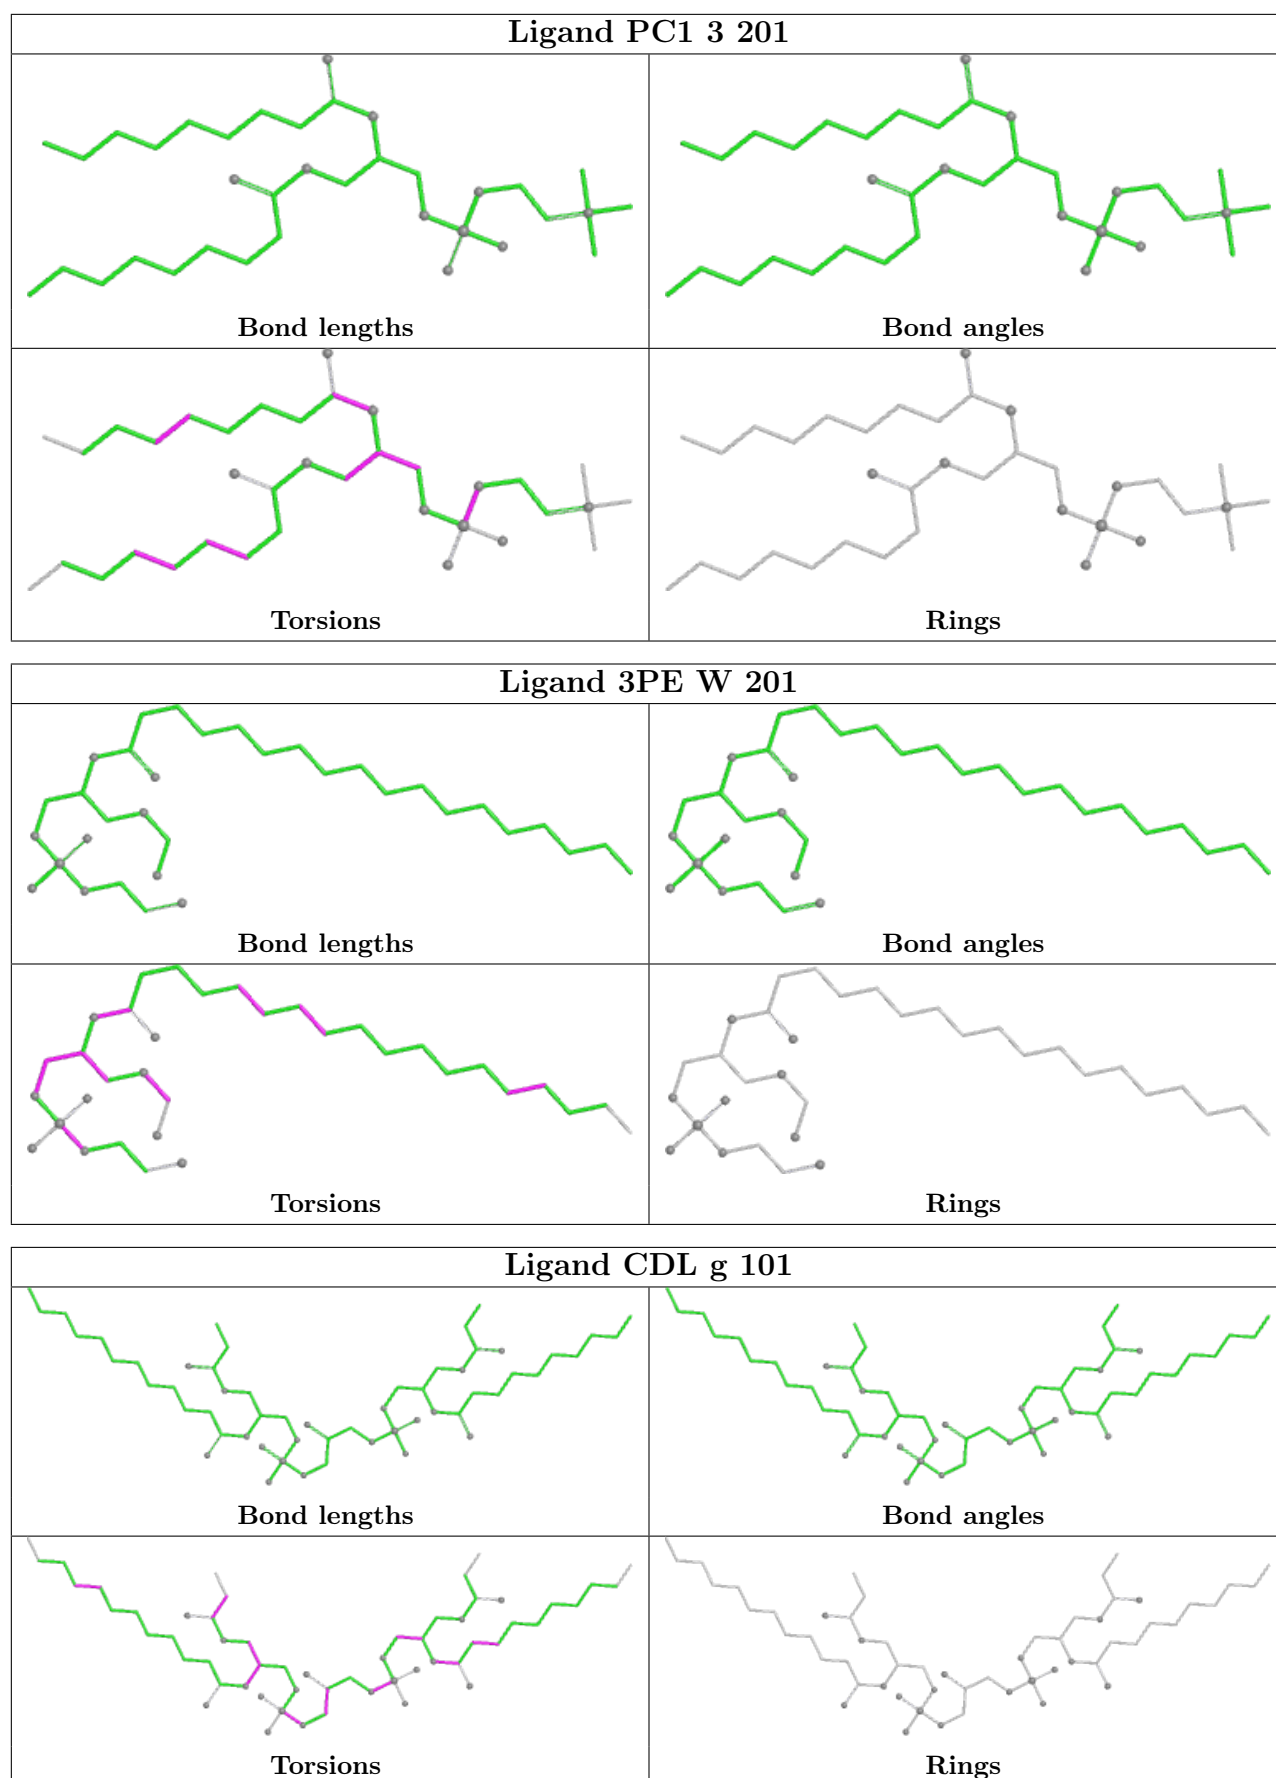 Ligand PC1 3 201
Bond lengths
Bond angles
Torsions
Rings
Ligand 3PE W 201
Bond lengths
Bond angles
Torsions
Rings
Ligand CDL g 101
Bond lengths
Bond angles
Torsions
Rings